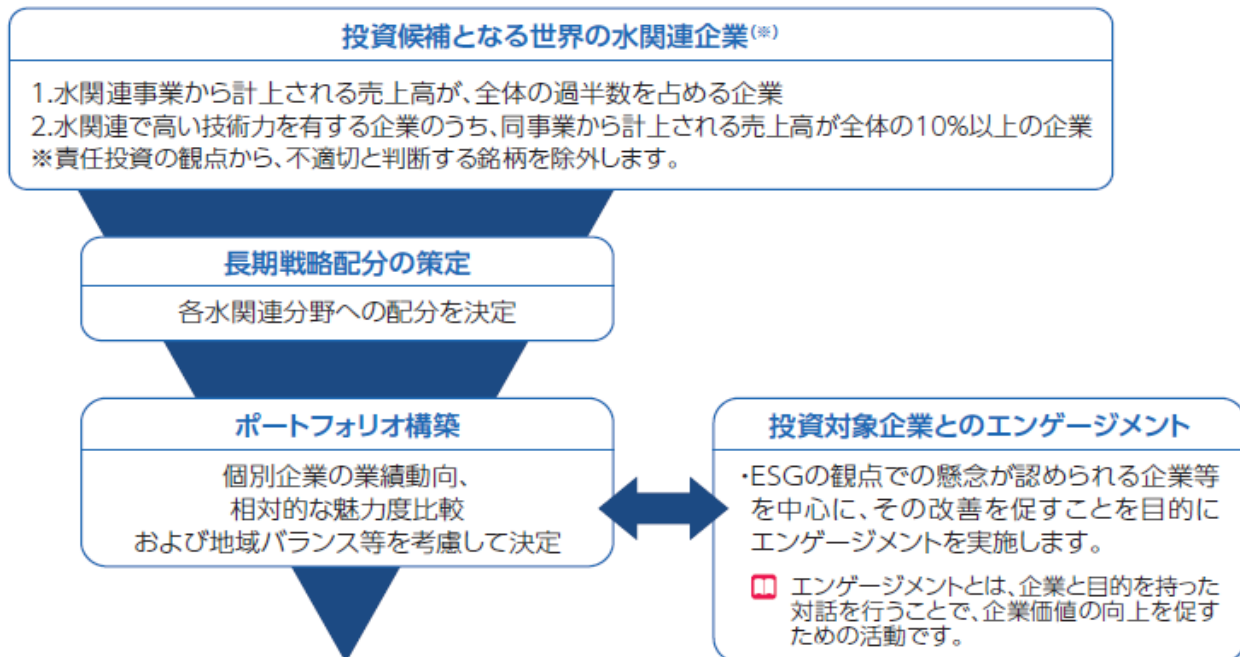 投資候補となる世界の水関連企業(※)
1.水関連事業から計上される売上高が、全体の過半数を占める企業
2.水関連で高い技術力を有する企業のうち、同事業から計上される売上高が全体の10%以上の企業
※責任投資の観点から、不適切と判断する銘柄を除外します。
長期戦略配分の策定
各水関連分野への配分を決定
ポートフォリオ構築
個別企業の業績動向、
相対的な魅力度比較
および地域バランス等を考慮して決定
投資対象企業とのエンゲージメント
・ESGの観点での懸念が認められる企業等
を中心に、その改善を促すことを目的に
エンゲージメントを実施します。
エンゲージメントとは、企業と目的を持った
対話を行うことで、企業価値の向上を促す
ための活動です。